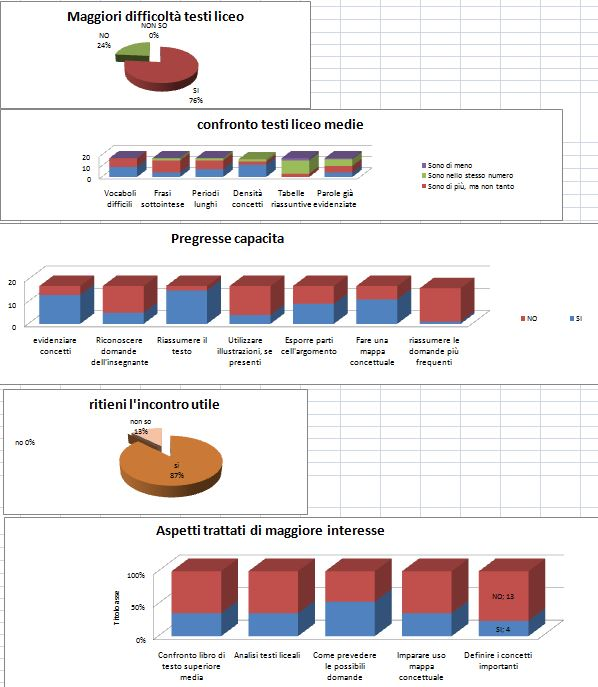 Maggiori difficoltà testi liceo
NON SO
0%
NO
24%
SI
76%
confronto testi liceo medie
20
10
0
Vocaboli difficili
Frasi sottointese
Periodi lunghi
Densità concetti
Tabelle riassuntive
Parole già evidenziate
Sono di meno
Sono nello stesso numero
Sono di più, ma non tanto
Pregresse capacita
20
10
0
evidenziare concetti
Riconoscere domande dell'insegnante
Riassumere il testo
Utilizzare illustrazioni, se presenti
Esporre parti cell'argomento
Fare una mappa concettuale
riassumere le domande più frequenti
NO
SI
ritieni l'incontro utile
non so
13%
no 0%
si
87%
Aspetti trattati di maggiore interesse
100%
50%
0%
Titolo asse
NO; 13
SI; 4
Confronto libro di testo superiore media
Analisi testi liceali
Come prevedere le possibili domande
Imparare uso mappa concettuale
Definire i concetti importanti